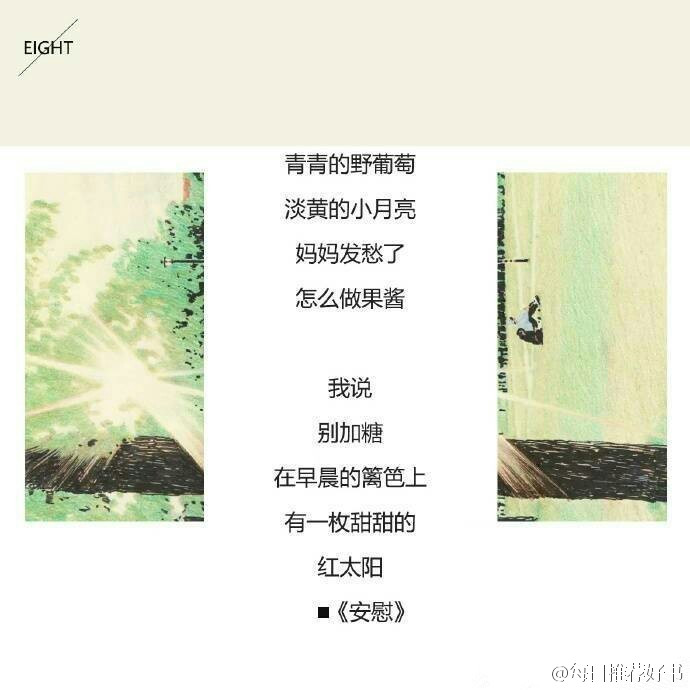 EIGHT
青青的野葡萄
淡黄的小月亮
妈妈发愁了
怎么做果酱
我说
别加糖
在早晨的篱笆上
有一枚甜甜的
红太阳
■《安慰》
@每日推荐好书